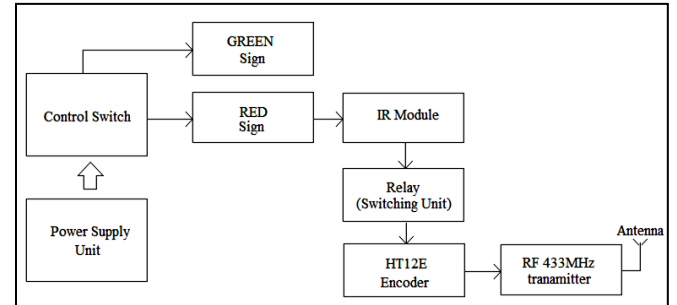 GREEN
Sign
Control Switch
RED
Sign
IR Module
Relay
(Switching Unit)
Power Supply
Unit
Antenna
HT12E
Encoder
RF 433MHz
tranamitter